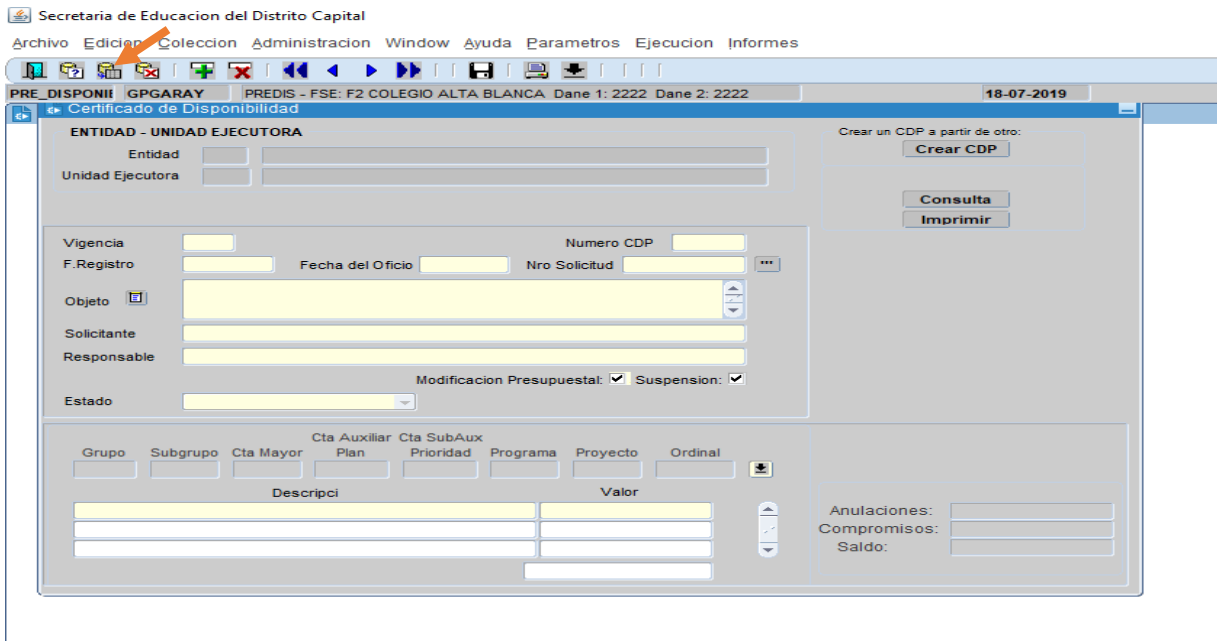 Secretaria de Educacion del Distrito Capital
Archivo Edicion Coleccion Administracion Window Ayuda Parametros Ejecucion Informes
PRE_DISPONII GPGARAY PREDIS - FSE: F2 COLEGIO ALTA BLANCA Dane 1: 2222 Dane 2: 2222 18-07-2019
Certificado de Disponibilidad
ENTIDAD - UNIDAD EJECUTORA
Crear un CDP a partir de otro:
Entidad
Crear CDP
Unidad Ejecutora
Consulta
Imprimir
Vigencia Numero CDP
F.Registro Fecha del Oficio Nro Solicitud ...
Objeto
Solicitante
Responsable
Modificacion Presupuestal: Suspension:
Estado
Cta Auxiliar Cta SubAux
Grupo Subgrupo Cta Mayor Plan Prioridad Programa Proyecto Ordinal
Descripci Valor
Anulaciones:
Compromisos:
Saldo: